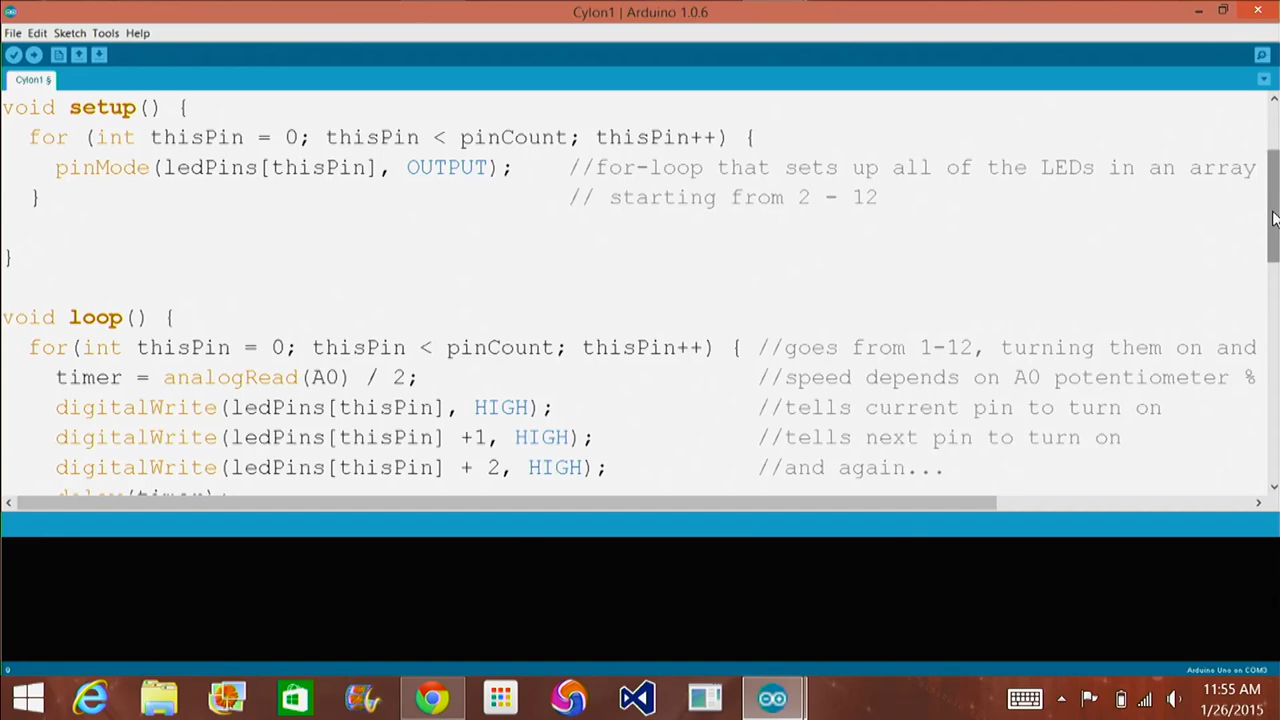 Cylon1 | Arduino 1.0.6
File Edit Sketch Tools Help
Cylon1 §
void setup() {
for (int thisPin = 0; thisPin < pinCount; thisPin++) {
pinMode(ledPins[thisPin], OUTPUT); //for-loop that sets up all of the LEDs in an array
} // starting from 2 - 12
}
void loop() {
for(int thisPin = 0; thisPin < pinCount; thisPin++) { //goes from 1-12, turning them on and
timer = analogRead(A0) / 2; //speed depends on A0 potentiometer %
digitalWrite(ledPins[thisPin], HIGH); //tells current pin to turn on
digitalWrite(ledPins[thisPin] +1, HIGH); //tells next pin to turn on
digitalWrite(ledPins[thisPin] + 2, HIGH); //and again...
delay(timer);
9
Arduino Uno on COM3
11:55 AM
1/26/2015